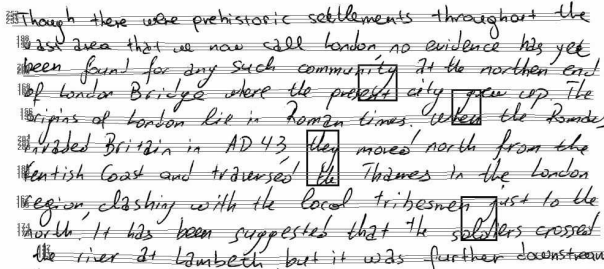 Though there were prehistoric settlements throughout the
vast area that we now call London, no evidence has yet
been found for any such community at the northen end
of London Bridge where the present city grew up. The
origins of London lie in Roman times. When the Romans
invaded Britain in AD 43, they moved north from the
Kentish Coast and traversed the Thames in the London
region, clashing with the local tribesmen just to the
north. It has been suggested that the soldiers crossed
the river at Lambeth, but it was further downstream